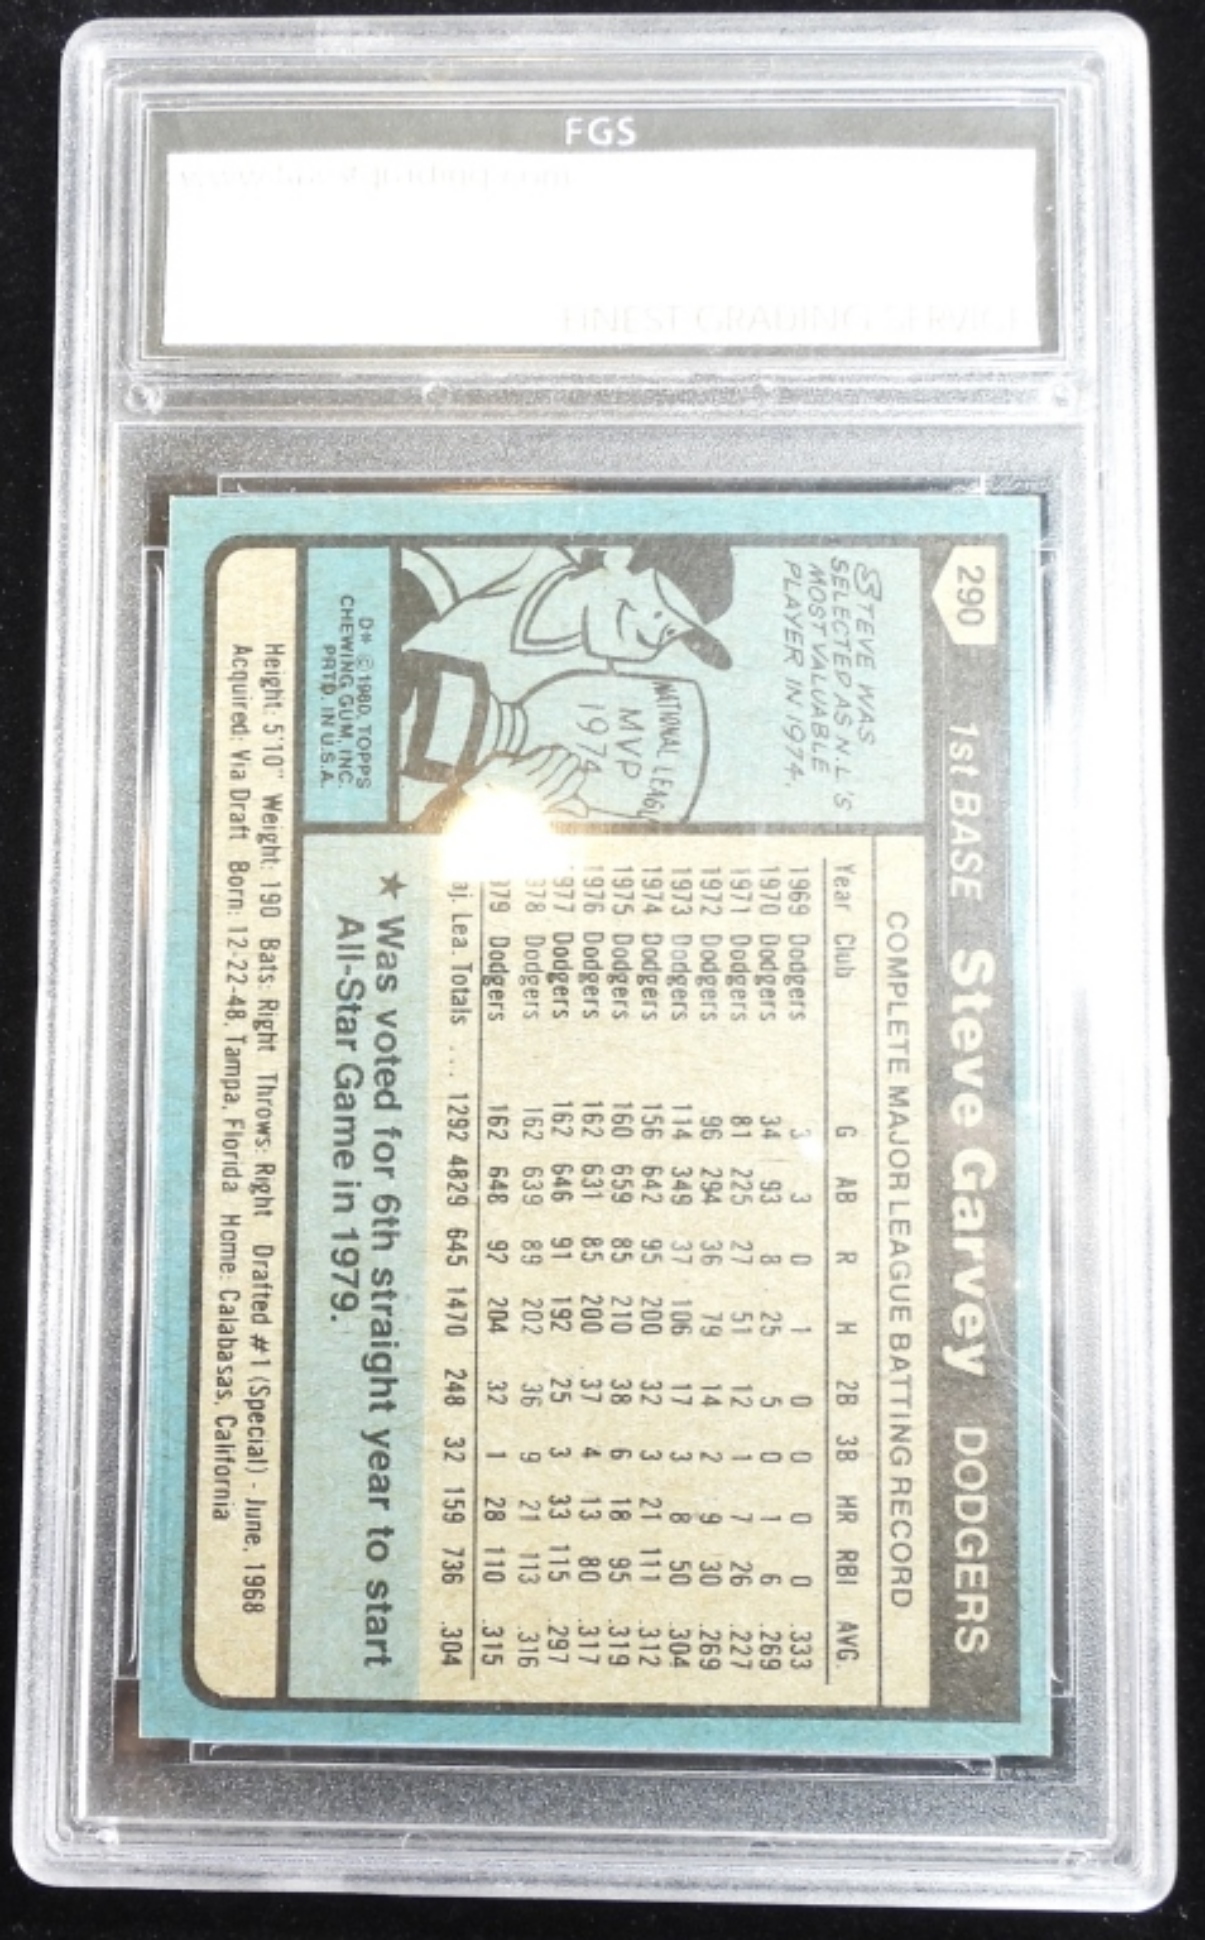 FGS
FINEST GRADING SERVICE
290
1st BASE Steve Garvey DODGERS
STEVE WAS
SELECTED AS N.L.'S
MOST VALUABLE
PLAYER IN 1974.
NATIONAL LEAGU
MVP
1974
D* © 1980, TOPPS
CHEWING GUM, INC.
PRTD. IN U.S.A.
COMPLETE MAJOR LEAGUE BATTING RECORD
Year Club G AB R H 2B 3B HR RBI AVG.
1969 Dodgers 3 3 0 1 0 0 0 0 .333
1970 Dodgers 34 93 8 25 5 0 1 6 .269
1971 Dodgers 81 225 27 51 12 1 7 26 .227
1972 Dodgers 96 294 36 79 14 2 9 30 .269
1973 Dodgers 114 349 37 106 17 3 8 50 .304
1974 Dodgers 156 642 95 200 32 3 21 111 .312
1975 Dodgers 160 659 85 210 38 6 18 95 .319
1976 Dodgers 162 631 85 200 37 4 13 80 .317
977 Dodgers 162 646 91 192 25 3 33 115 .297
978 Dodgers 162 639 89 202 36 9 21 113 .316
979 Dodgers 162 648 92 204 32 1 28 110 .315
aj. Lea. Totals .... 1292 4829 645 1470 248 32 159 736 .304
★ Was voted for 6th straight year to start
All-Star Game in 1979.
Height: 5'10" Weight: 190 Bats: Right Throws: Right Drafted #1 (Special) - June, 1968
Acquired: Via Draft Born: 12-22-48, Tampa, Florida Home: Calabasas, California